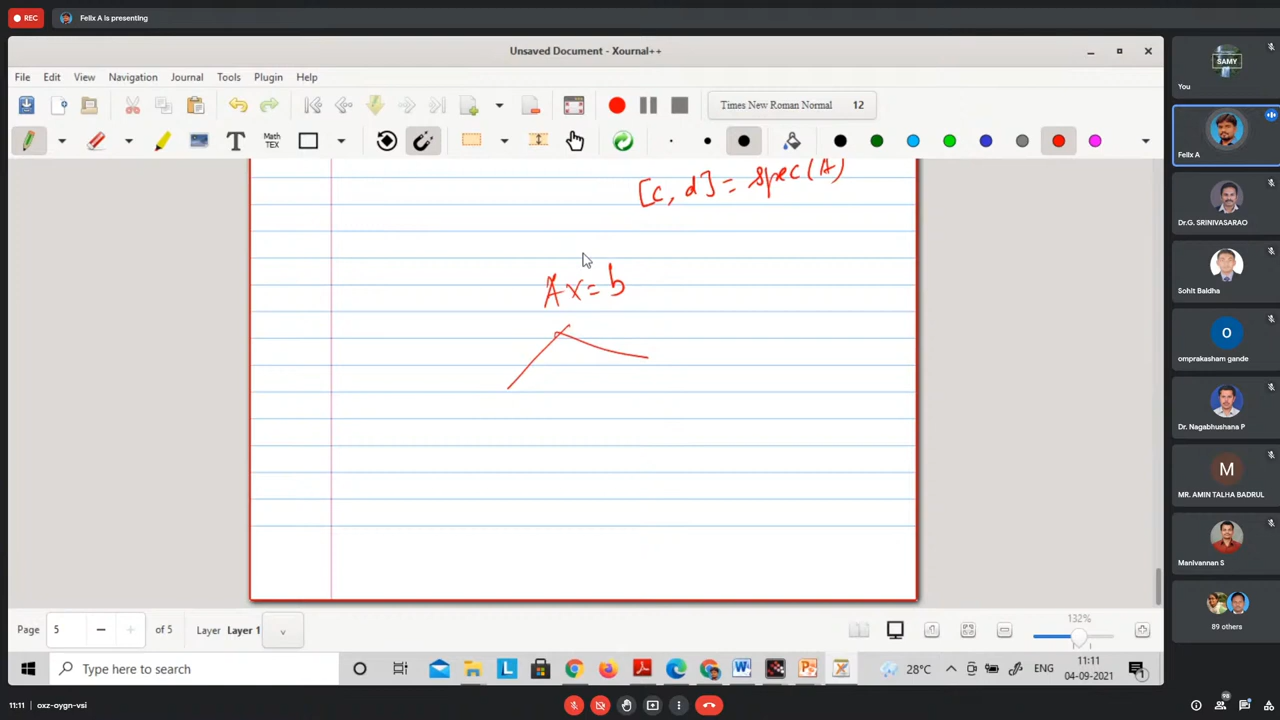 REC
Felix A is presenting
Unsaved Document - Xournal++
File Edit View Navigation Journal Tools Plugin Help
Times New Roman Normal 12
T Math TEX
[c, d] = spec(A)
Ax = b
Page 5 of 5 Layer Layer 1
132%
Type here to search
L W P
28°C ENG
11:11
04-09-2021
1
SAMY
You
Felix A
Dr.G. SRINIVASARAO
Sohit Baldha
O
omprakasham gande
Dr. Nagabhushana P
M
MR. AMIN TALHA BADRUL
Manivannan S
89 others
11:11 oxz-oygn-vsi
98